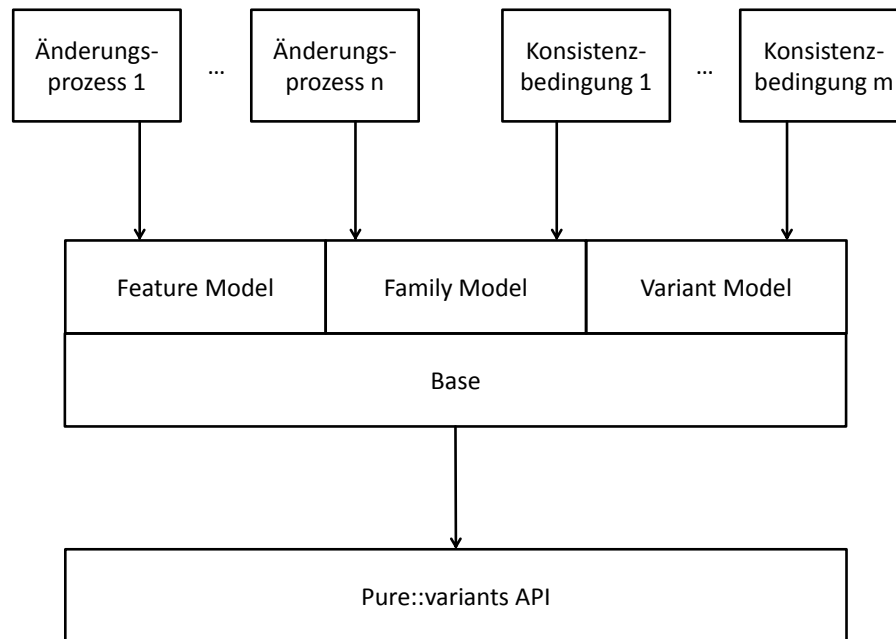 Änderungs-
prozess 1
...
Änderungs-
prozess n
Konsistenz-
bedingung 1
...
Konsistenz-
bedingung m
Feature Model
Family Model
Variant Model
Base
Pure::variants API